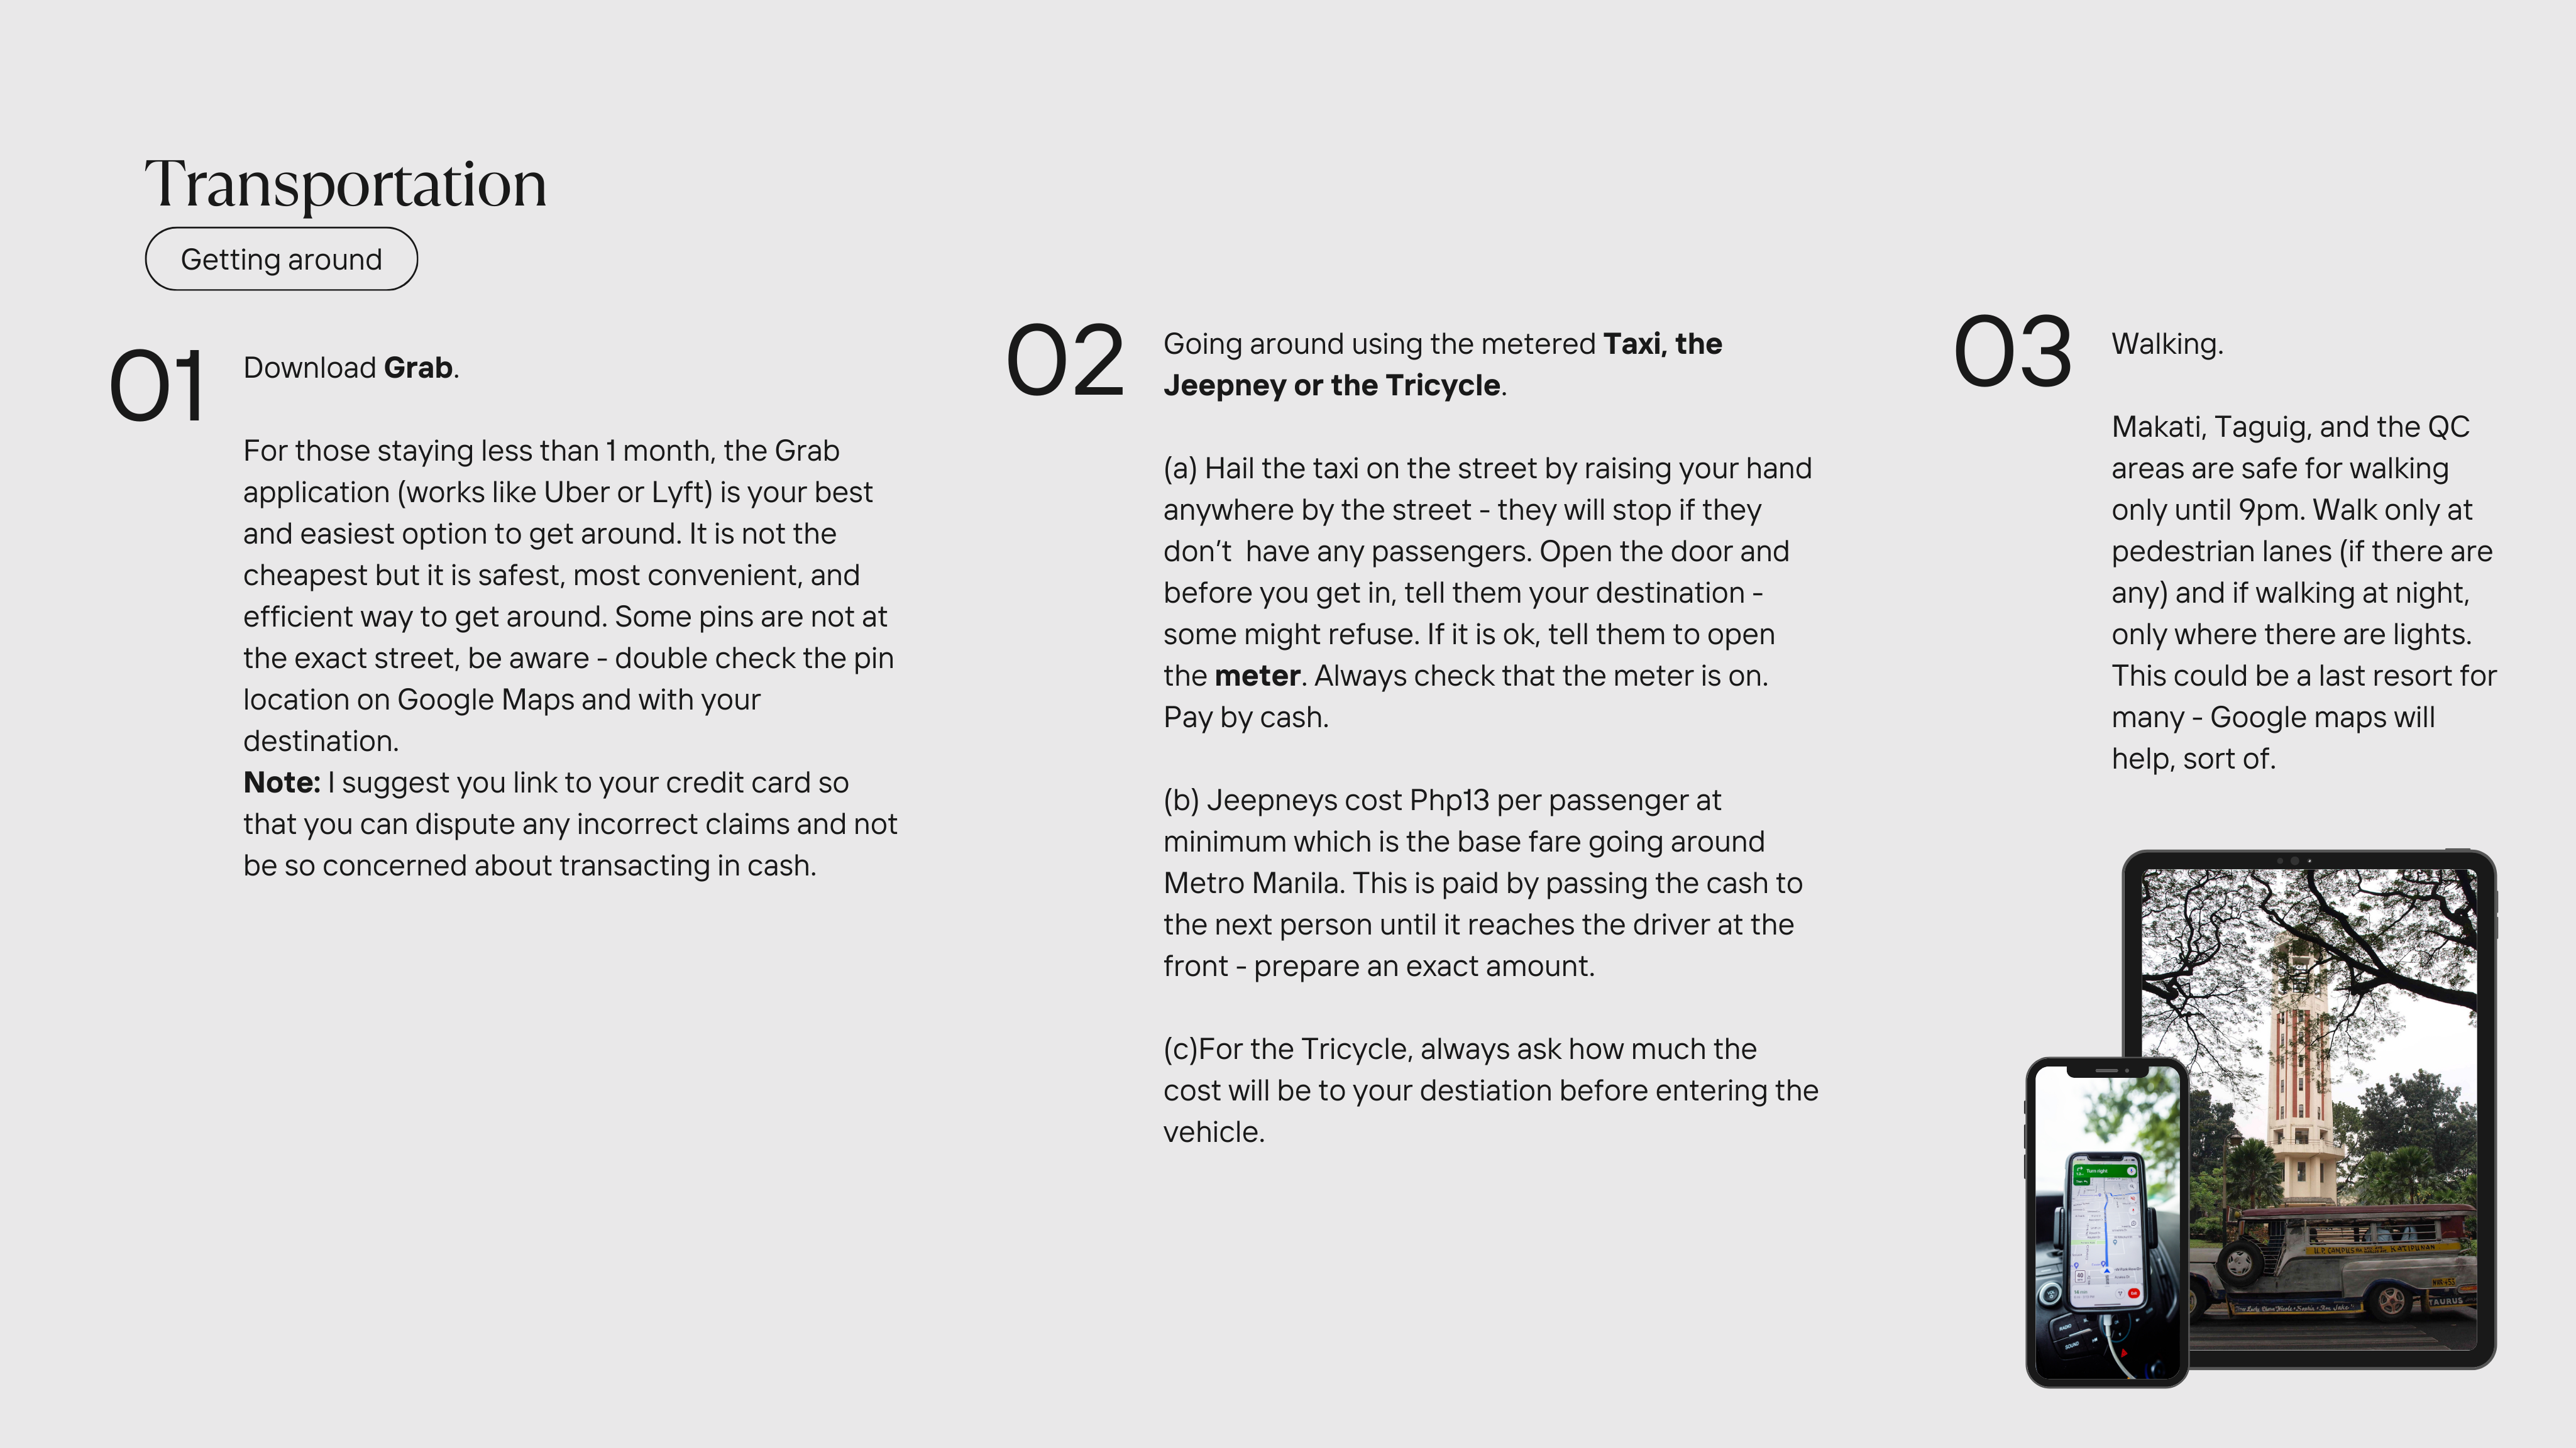 Transportation
Getting around
01
Download Grab.
For those staying less than 1 month, the Grab
application (works like Uber or Lyft) is your best
and easiest option to get around. It is not the
cheapest but it is safest, most convenient, and
efficient way to get around. Some pins are not at
the exact street, be aware - double check the pin
location on Google Maps and with your
destination.
Note: I suggest you link to your credit card so
that you can dispute any incorrect claims and not
be so concerned about transacting in cash.
02
Going around using the metered Taxi, the
Jeepney or the Tricycle.
(a) Hail the taxi on the street by raising your hand
anywhere by the street - they will stop if they
don’t  have any passengers. Open the door and
before you get in, tell them your destination -
some might refuse. If it is ok, tell them to open
the meter. Always check that the meter is on.
Pay by cash.
(b) Jeepneys cost Php13 per passenger at
minimum which is the base fare going around
Metro Manila. This is paid by passing the cash to
the next person until it reaches the driver at the
front - prepare an exact amount.
(c)For the Tricycle, always ask how much the
cost will be to your destiation before entering the
vehicle.
03
Walking.
Makati, Taguig, and the QC
areas are safe for walking
only until 9pm. Walk only at
pedestrian lanes (if there are
any) and if walking at night,
only where there are lights.
This could be a last resort for
many - Google maps will
help, sort of.
Turn right
RADIO
SOUND
U.P. CAMPUS KATIPUNAN
TAURUS